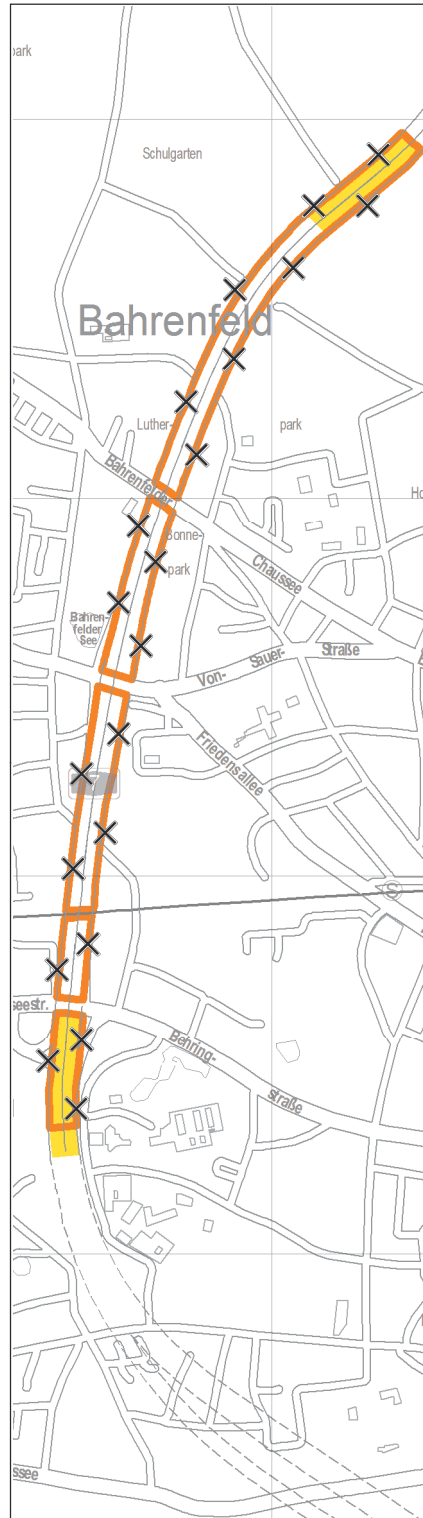 park
Schulgarten
Bahrenfeld
Luther-
park
Bahrenfelder
Bonne-
park
Chaussee
Bahren-
felder
See
Von-
Sauer-
Straße
Friedensallee
S
seestr.
Behring-
straße
ssee